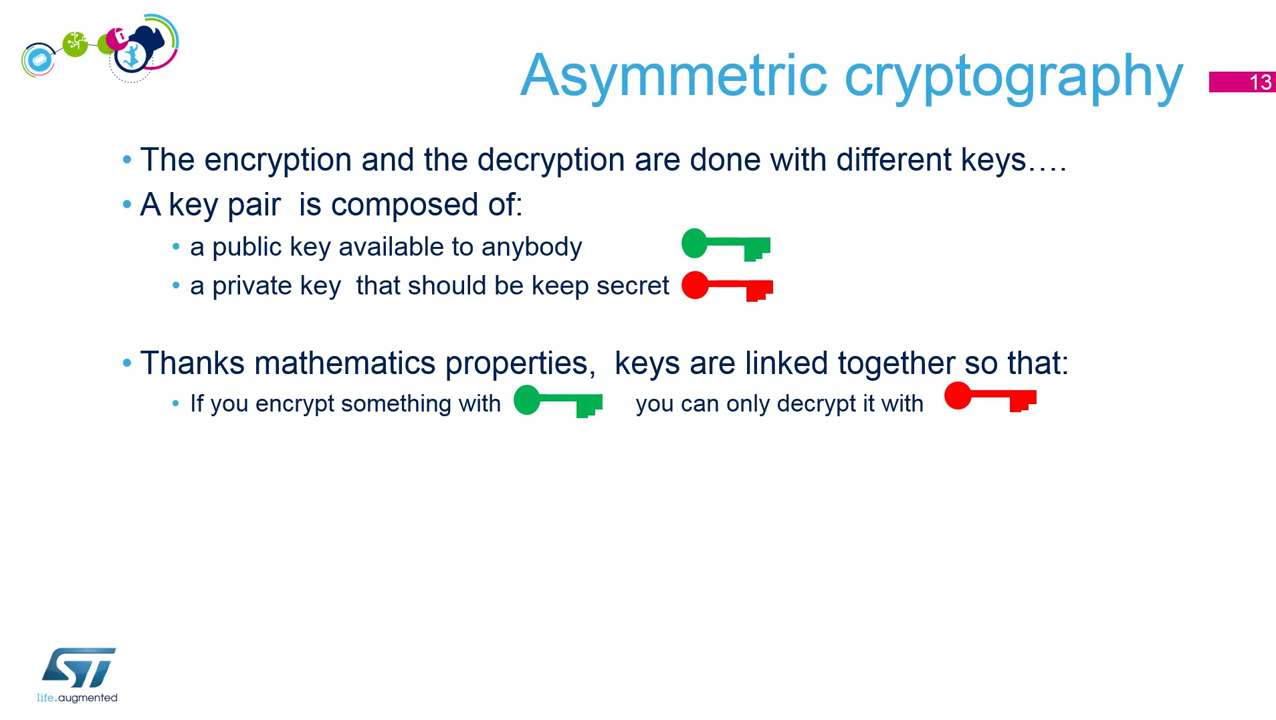 Asymmetric cryptography
13
• The encryption and the decryption are done with different keys….
• A key pair is composed of:
• a public key available to anybody
• a private key that should be keep secret
• Thanks mathematics properties, keys are linked together so that:
• If you encrypt something with you can only decrypt it with
ST
life.augmented